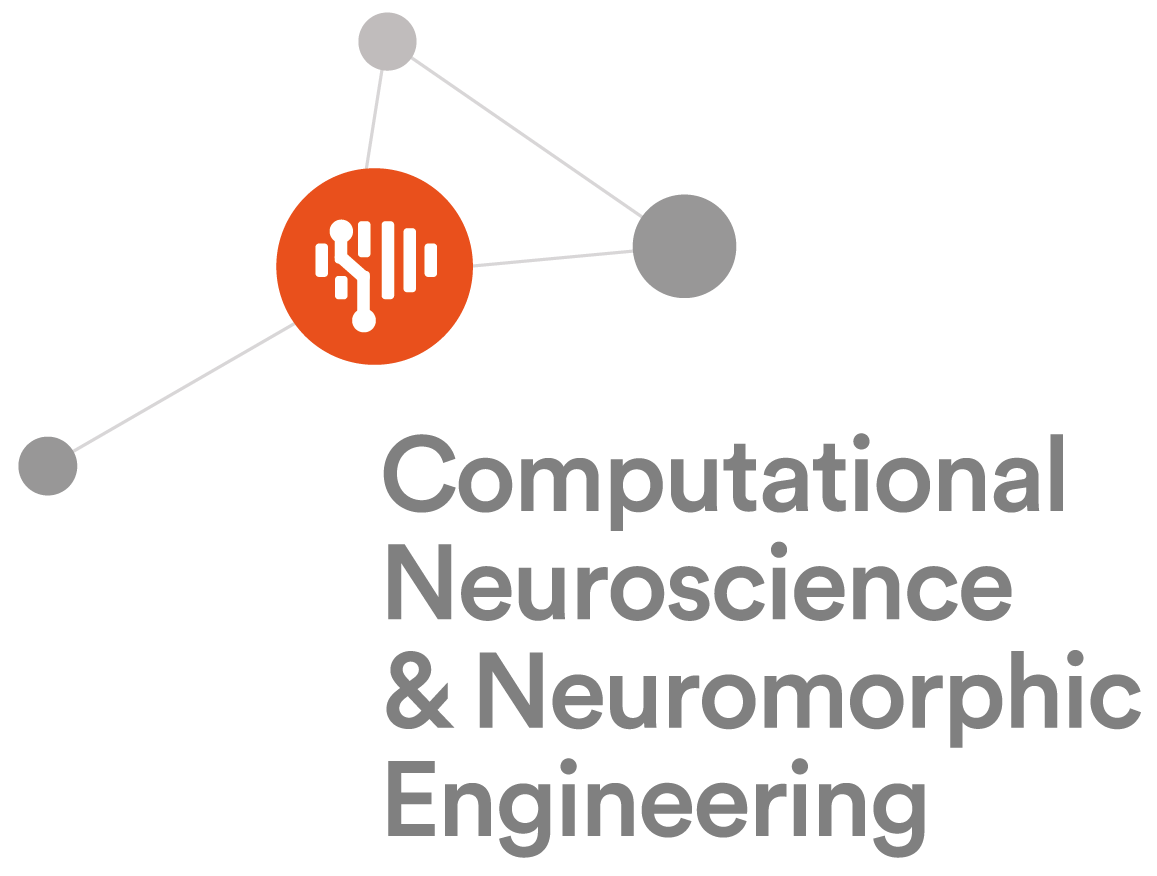 Computational
Neuroscience
& Neuromorphic
Engineering